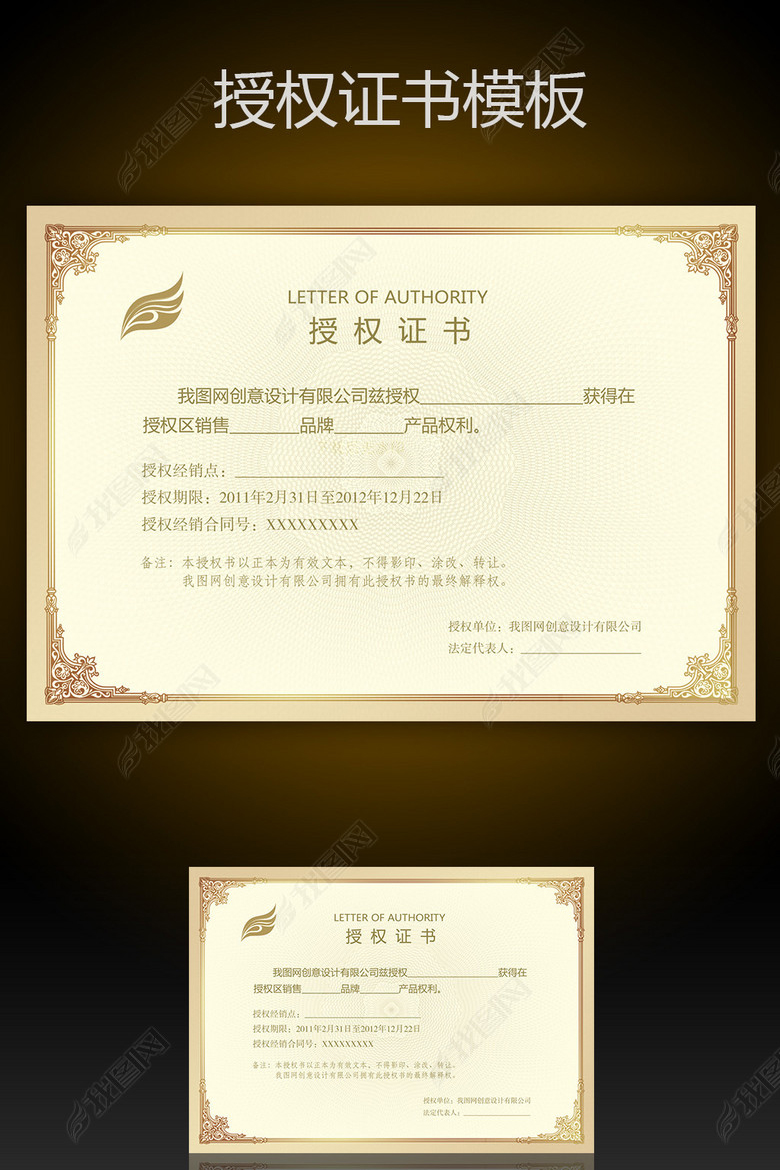 授权证书模板
LETTER OF AUTHORITY
授权证书
我图网创意设计有限公司兹授权__________________获得在
授权区销售________品牌________产品权利。
授权经销点：__________________________
授权期限：2011年2月31日至2012年12月22日
授权经销合同号：XXXXXXXXX
备注：本授权书以正本为有效文本，不得影印、涂改、转让。
我图网创意设计有限公司拥有此授权书的最终解释权。
授权单位：我图网创意设计有限公司
法定代表人：__________________
LETTER OF AUTHORITY
授权证书
我图网创意设计有限公司兹授权__________________获得在
授权区销售________品牌________产品权利。
授权经销点：__________________________
授权期限：2011年2月31日至2012年12月22日
授权经销合同号：XXXXXXXXX
备注：本授权书以正本为有效文本，不得影印、涂改、转让。
我图网创意设计有限公司拥有此授权书的最终解释权。
授权单位：我图网创意设计有限公司
法定代表人：__________________
我图网